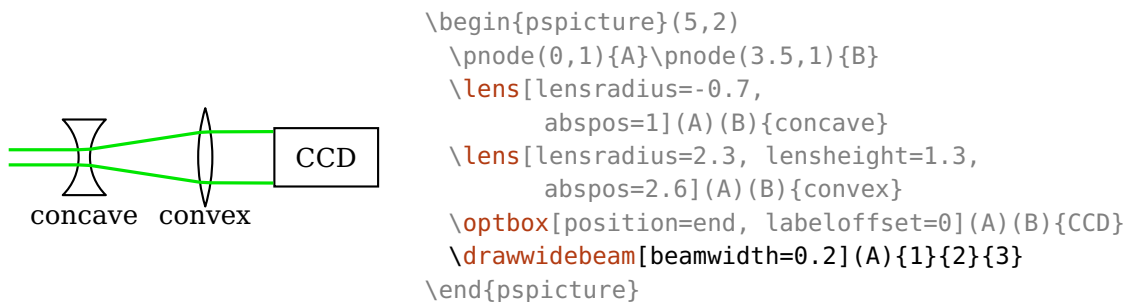 \begin{pspicture}(5,2)
\pnode(0,1){A}\pnode(3.5,1){B}
\lens[lensradius=-0.7,
abspos=1](A)(B){concave}
\lens[lensradius=2.3, lensheight=1.3,
abspos=2.6](A)(B){convex}
\optbox[position=end, labeloffset=0](A)(B){CCD}
\drawwidebeam[beamwidth=0.2](A){1}{2}{3}
\end{pspicture}
CCD
concave convex